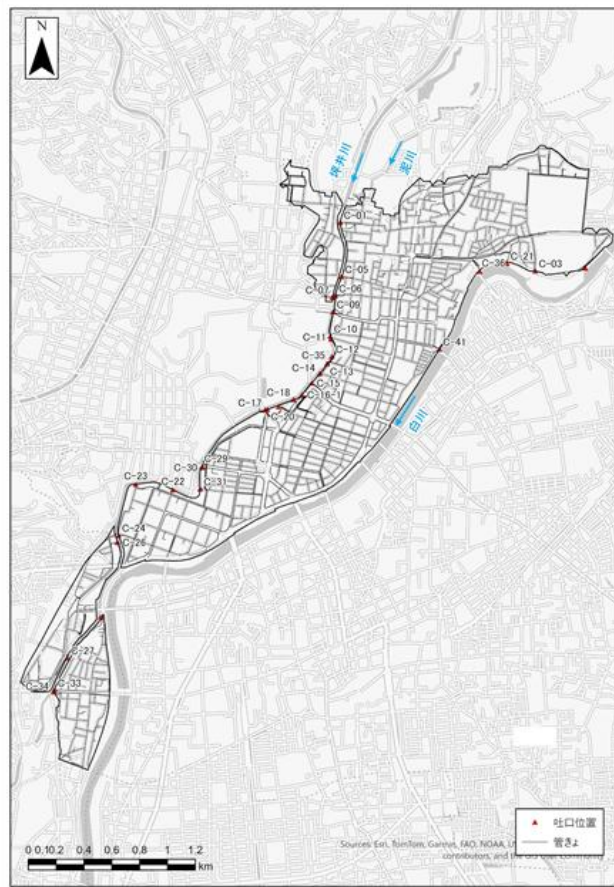 N
坪井川
泥川
C-01
C-36
C-21
C-03
C-05
C-06
C-07
C-09
C-10
C-11
C-12
C-35
C-13
C-14
C-15
C-16-1
C-18
C-17
C-20
C-41
白川
C-29
C-30
C-31
C-23
C-22
C-24
C-26
C-27
C-34
C-33
吐口位置
管きょ
0 0.10.2 0.4 0.6 0.8 1 1.2
km
Sources: Esri, TomTom, Garmin, FAO, NOAA,
contributors, and the GIS User Community